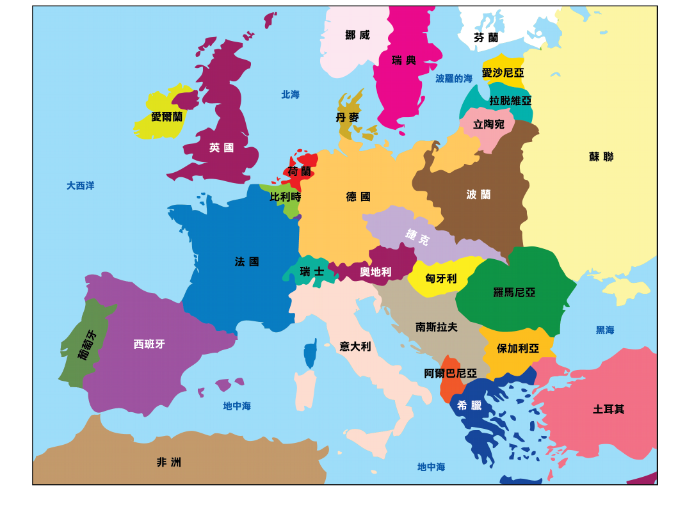 挪威
瑞典
芬蘭
波羅的海
愛沙尼亞
北海
拉脫維亞
丹麥
愛爾蘭
立陶宛
英國
蘇聯
荷蘭
大西洋
比利時
德國
波蘭
捷克
法國
瑞士
奧地利
匈牙利
羅馬尼亞
南斯拉夫
黑海
葡萄牙
西班牙
意大利
保加利亞
阿爾巴尼亞
地中海
希臘
土耳其
非洲
地中海